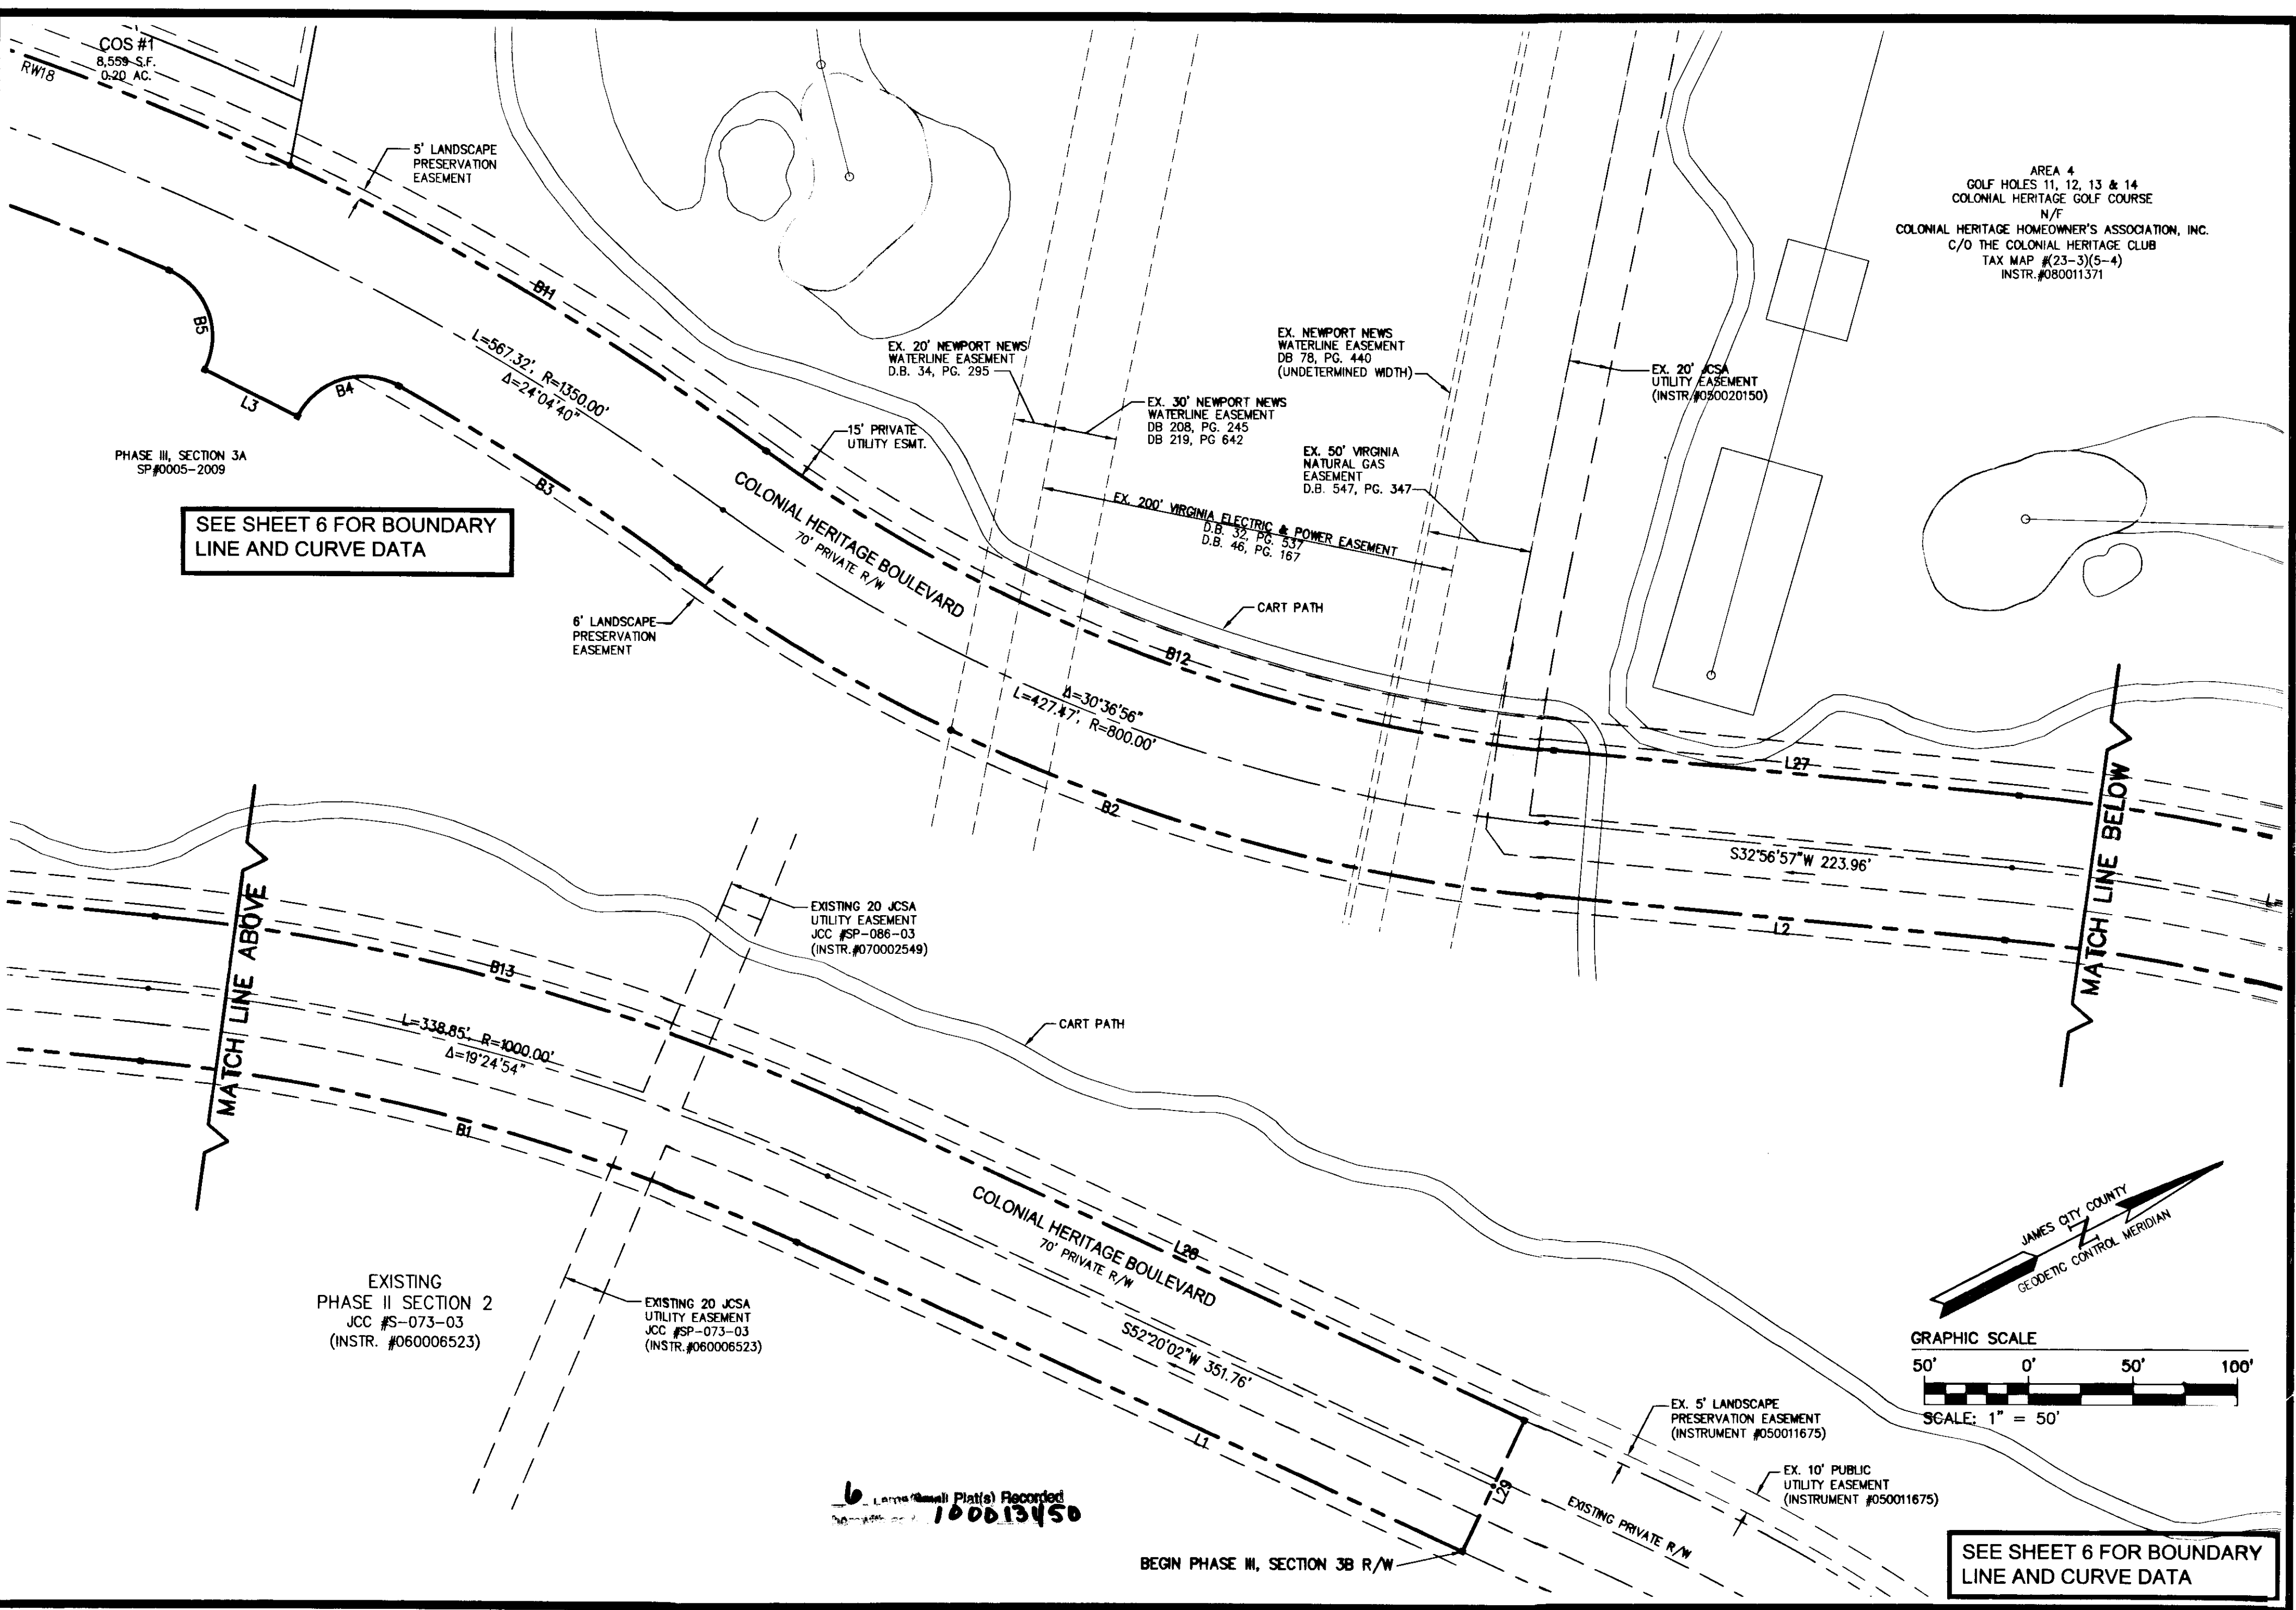 COS #1
8,559 S.F.
0.20 AC.
RW18
5' LANDSCAPE
PRESERVATION
EASEMENT
B11
B5
L3
B4
B3
L=567.32', R=1350.00'
Δ=24°04'40"
PHASE III, SECTION 3A
SP#0005-2009
SEE SHEET 6 FOR BOUNDARY
LINE AND CURVE DATA
15' PRIVATE
UTILITY ESMT.
COLONIAL HERITAGE BOULEVARD
70' PRIVATE R/W
6' LANDSCAPE
PRESERVATION
EASEMENT
EX. 20' NEWPORT NEWS
WATERLINE EASEMENT
D.B. 34, PG. 295
EX. 30' NEWPORT NEWS
WATERLINE EASEMENT
DB 208, PG. 245
DB 219, PG 642
EX. NEWPORT NEWS
WATERLINE EASEMENT
DB 78, PG. 440
(UNDETERMINED WIDTH)
EX. 50' VIRGINIA
NATURAL GAS
EASEMENT
D.B. 547, PG. 347
EX. 200' VIRGINIA ELECTRIC & POWER EASEMENT
D.B. 32, PG. 537
D.B. 46, PG. 167
EX. 20' JCSA
UTILITY EASEMENT
(INSTR.#050020150)
AREA 4
GOLF HOLES 11, 12, 13 & 14
COLONIAL HERITAGE GOLF COURSE
N/F
COLONIAL HERITAGE HOMEOWNER'S ASSOCIATION, INC.
C/O THE COLONIAL HERITAGE CLUB
TAX MAP #(23-3)(5-4)
INSTR.#080011371
CART PATH
B12
Δ=30°36'56"
L=427.47', R=800.00'
B2
L27
S32°56'57"W 223.96'
L2
MATCH LINE BELOW
MATCH LINE ABOVE
B13
L=338.85', R=1000.00'
Δ=19°24'54"
B1
EXISTING 20 JCSA
UTILITY EASEMENT
JCC #SP-086-03
(INSTR.#070002549)
CART PATH
EXISTING
PHASE II SECTION 2
JCC #S-073-03
(INSTR. #060006523)
EXISTING 20 JCSA
UTILITY EASEMENT
JCC #SP-073-03
(INSTR.#060006523)
COLONIAL HERITAGE BOULEVARD
70' PRIVATE R/W
L28
S52°20'02"W 351.76'
L1
L29
6 Plat(s) Recorded
100013450
BEGIN PHASE III, SECTION 3B R/W
EXISTING PRIVATE R/W
EX. 5' LANDSCAPE
PRESERVATION EASEMENT
(INSTRUMENT #050011675)
EX. 10' PUBLIC
UTILITY EASEMENT
(INSTRUMENT #050011675)
JAMES CITY COUNTY
N
GEODETIC CONTROL MERIDIAN
GRAPHIC SCALE
50' 0' 50' 100'
SCALE: 1" = 50'
SEE SHEET 6 FOR BOUNDARY
LINE AND CURVE DATA